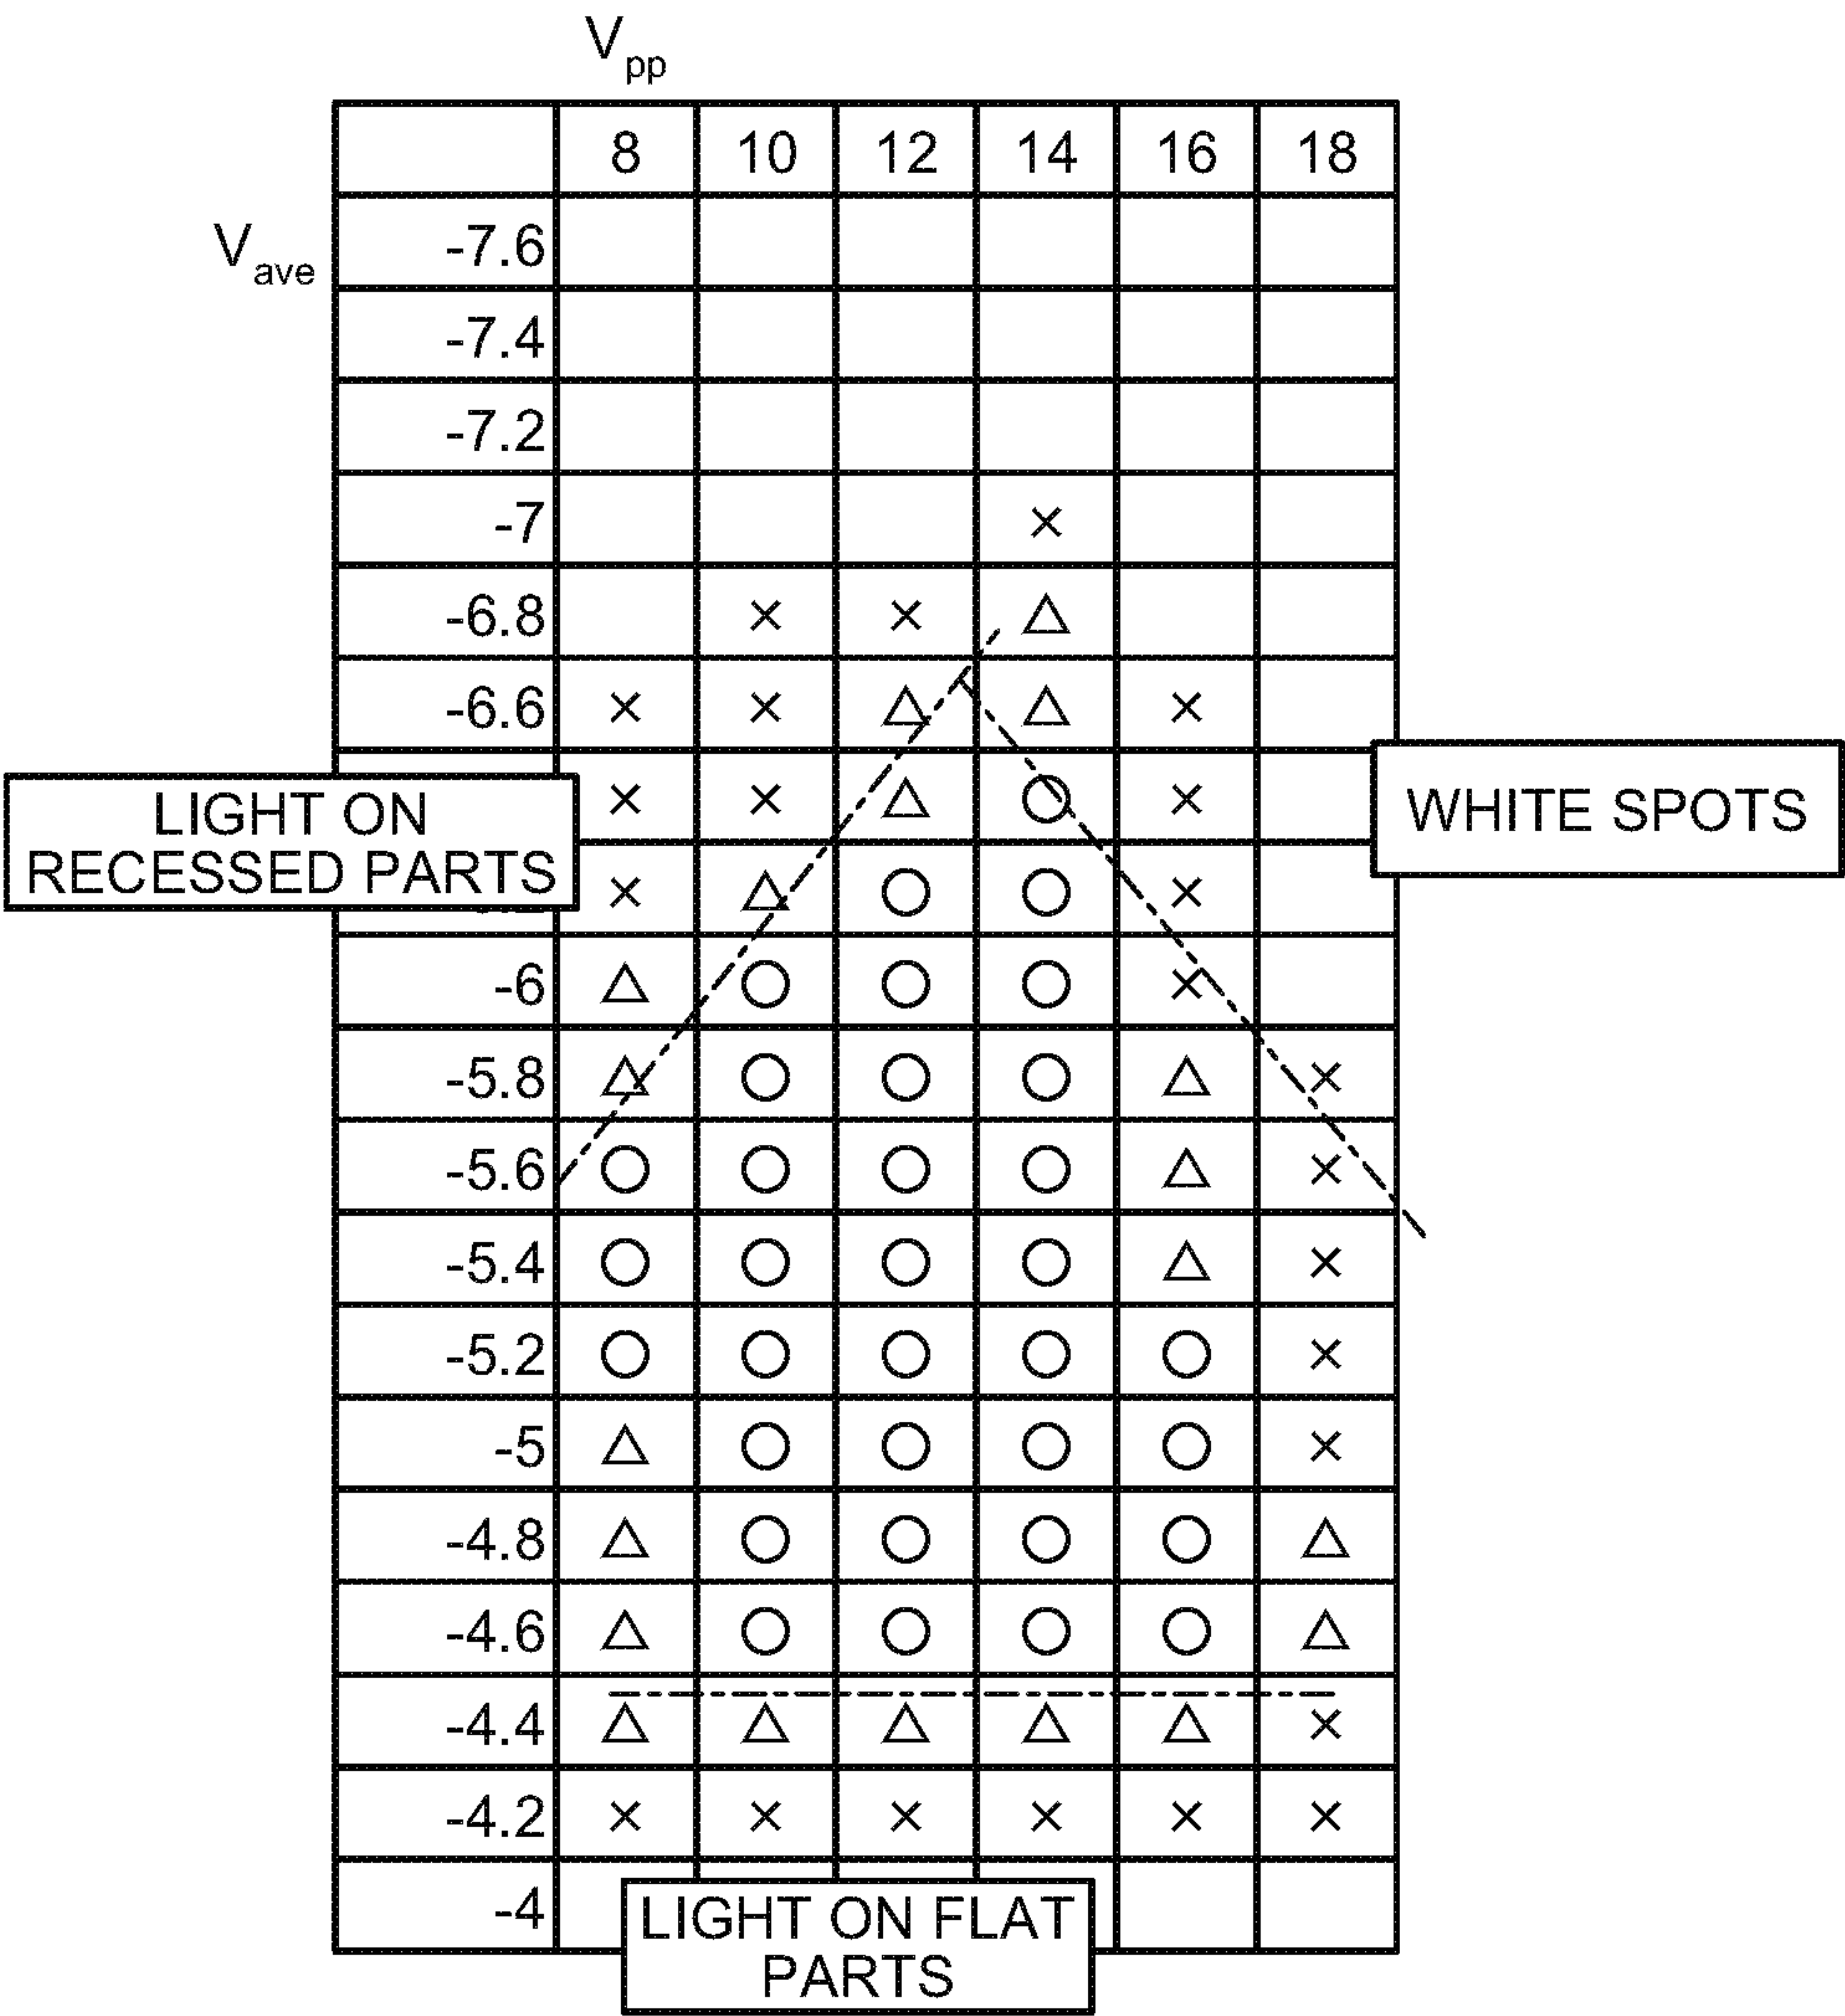 Vpp
8 10 12 14 16 18
Vave
-7.6
-7.4
-7.2
-7 ×
-6.8 × × △
-6.6 × × △ △ ×
× × △ ○ ×
LIGHT ON
RECESSED PARTS
WHITE SPOTS
× △ ○ ○ ×
-6 △ ○ ○ ○ ×
-5.8 △ ○ ○ ○ △ ×
-5.6 ○ ○ ○ ○ △ ×
-5.4 ○ ○ ○ ○ △ ×
-5.2 ○ ○ ○ ○ ○ ×
-5 △ ○ ○ ○ ○ ×
-4.8 △ ○ ○ ○ ○ △
-4.6 △ ○ ○ ○ ○ △
-4.4 △ △ △ △ △ ×
-4.2 × × × × × ×
-4
LIGHT ON FLAT
PARTS